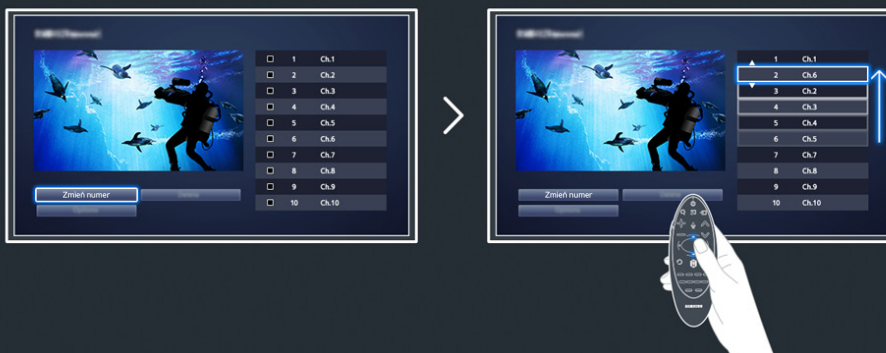 1 Ch.1
2 Ch.2
3 Ch.3
4 Ch.4
5 Ch.5
6 Ch.6
7 Ch.7
8 Ch.8
9 Ch.9
10 Ch.10
Zmień numer
1 Ch.1
2 Ch.6
3 Ch.2
4 Ch.3
5 Ch.4
6 Ch.5
7 Ch.7
8 Ch.8
9 Ch.9
10 Ch.10
Zmień numer